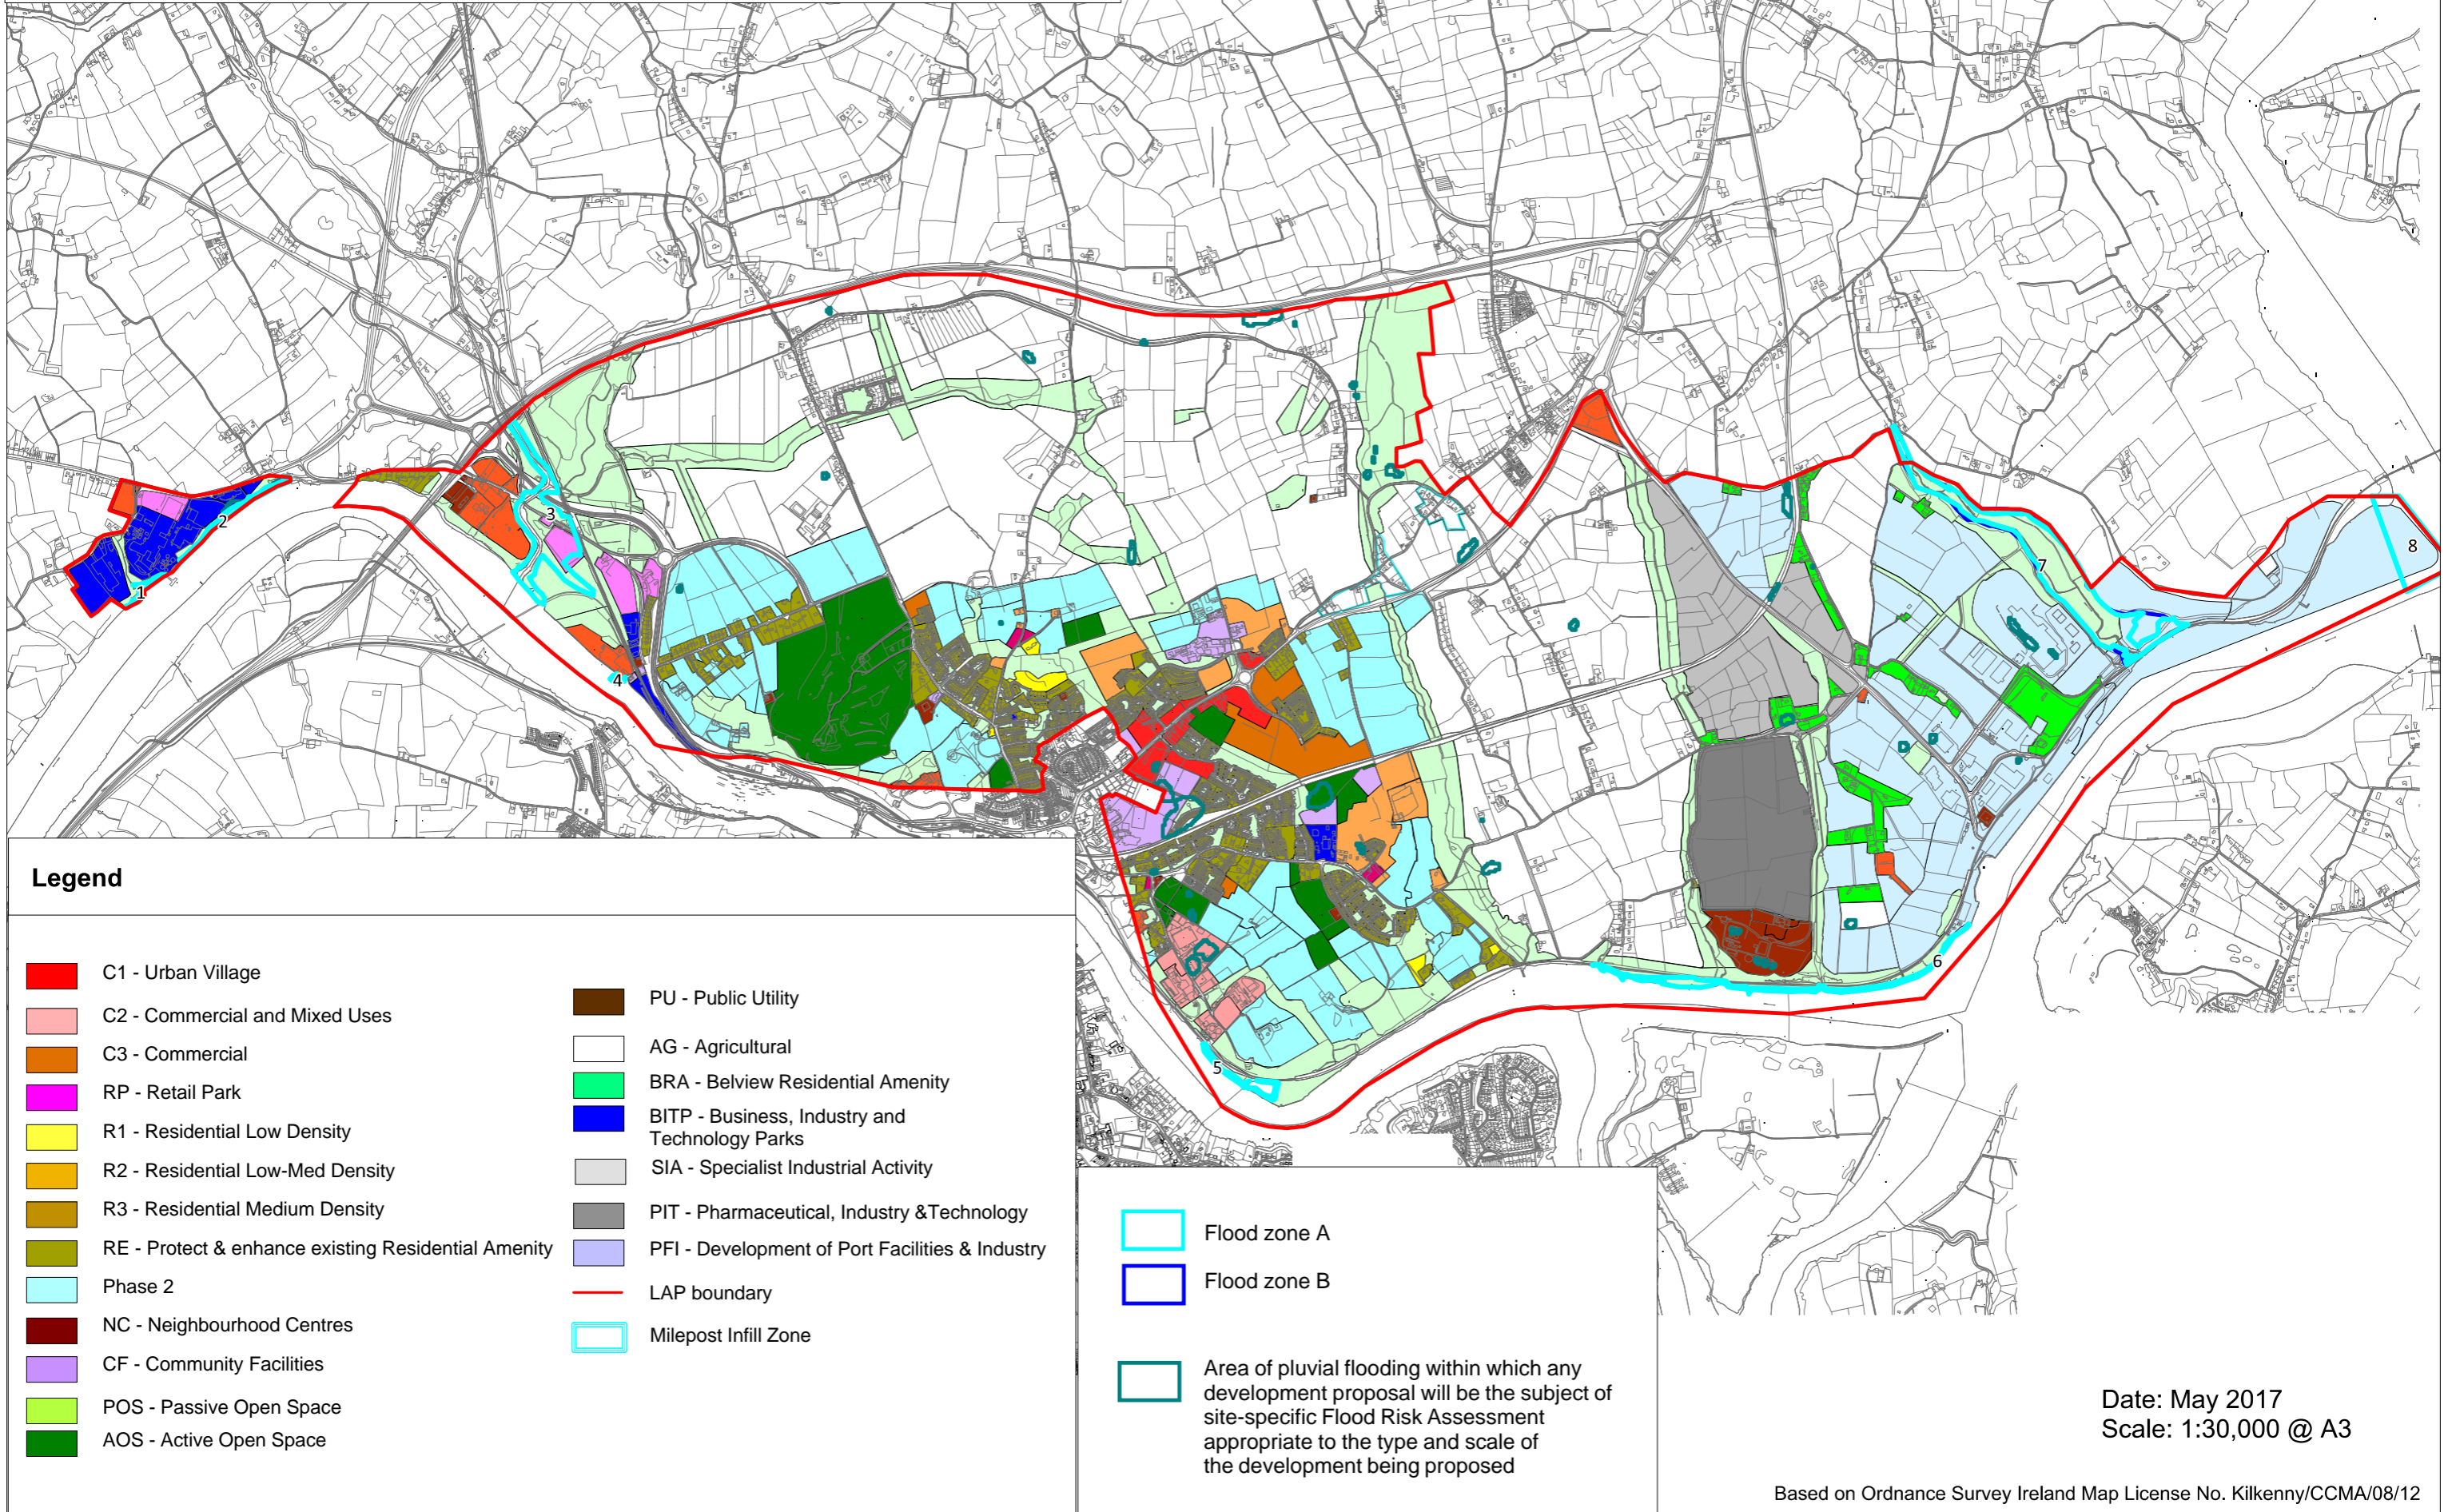 1
2
3
4
5
6
7
8
Legend
C1 - Urban Village
C2 - Commercial and Mixed Uses
C3 - Commercial
RP - Retail Park
R1 - Residential Low Density
R2 - Residential Low-Med Density
R3 - Residential Medium Density
RE - Protect & enhance existing Residential Amenity
Phase 2
NC - Neighbourhood Centres
CF - Community Facilities
POS - Passive Open Space
AOS - Active Open Space
PU - Public Utility
AG - Agricultural
BRA - Belview Residential Amenity
BITP - Business, Industry and
Technology Parks
SIA - Specialist Industrial Activity
PIT - Pharmaceutical, Industry &Technology
PFI - Development of Port Facilities & Industry
LAP boundary
Milepost Infill Zone
Flood zone A
Flood zone B
Area of pluvial flooding within which any
development proposal will be the subject of
site-specific Flood Risk Assessment
appropriate to the type and scale of
the development being proposed
Date: May 2017
Scale: 1:30,000 @ A3
Based on Ordnance Survey Ireland Map License No. Kilkenny/CCMA/08/12